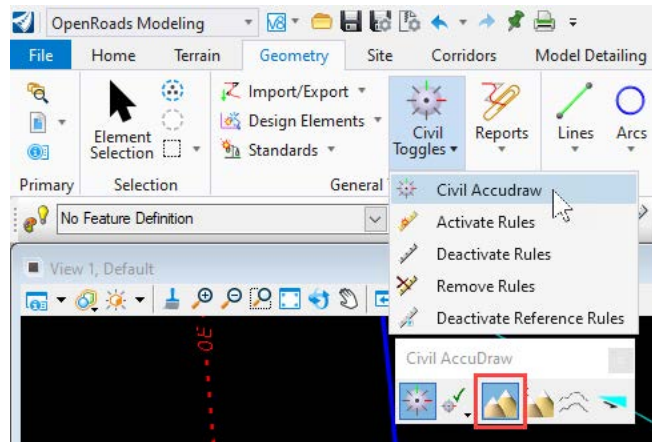 OpenRoads Modeling
File Home Terrain Geometry Site Corridors Model Detailing
Import/Export
Design Elements
Standards
Element
Selection
Civil
Toggles
Reports
Lines
Arcs
Primary Selection General
No Feature Definition
Civil Accudraw
Activate Rules
Deactivate Rules
Remove Rules
Deactivate Reference Rules
View 1, Default
Civil AccuDraw